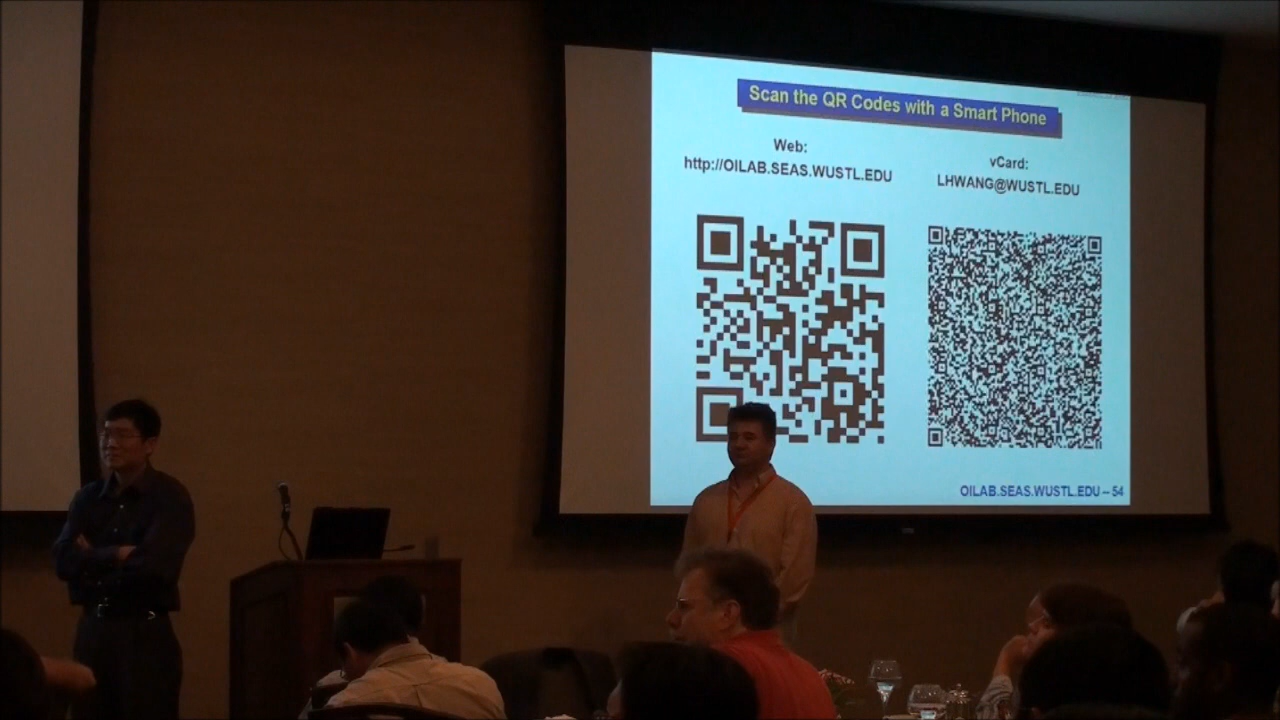 Scan the QR Codes with a Smart Phone
Web:
http://OILAB.SEAS.WUSTL.EDU
vCard:
LHWANG@WUSTL.EDU
OILAB.SEAS.WUSTL.EDU – 54